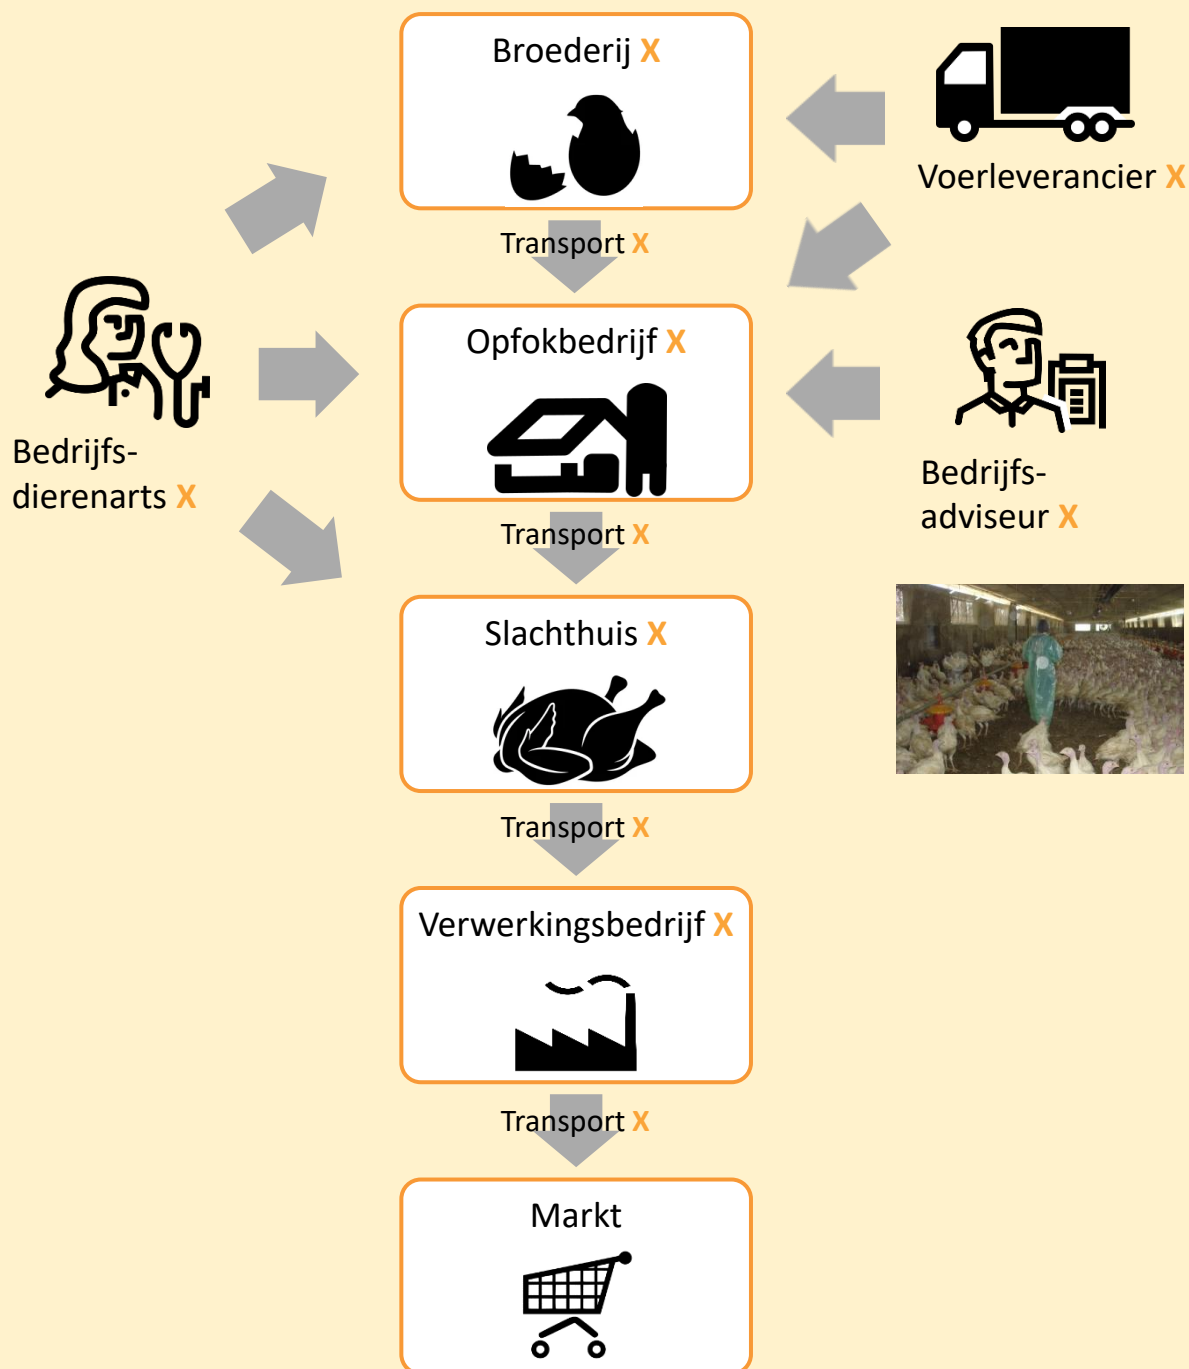 Broederij X
Voerleverancier X
Transport X
Opfokbedrijf X
Bedrijfs-
dierenarts X
Bedrijfs-
adviseur X
Transport X
Slachthuis X
Transport X
Verwerkingsbedrijf X
Transport X
Markt